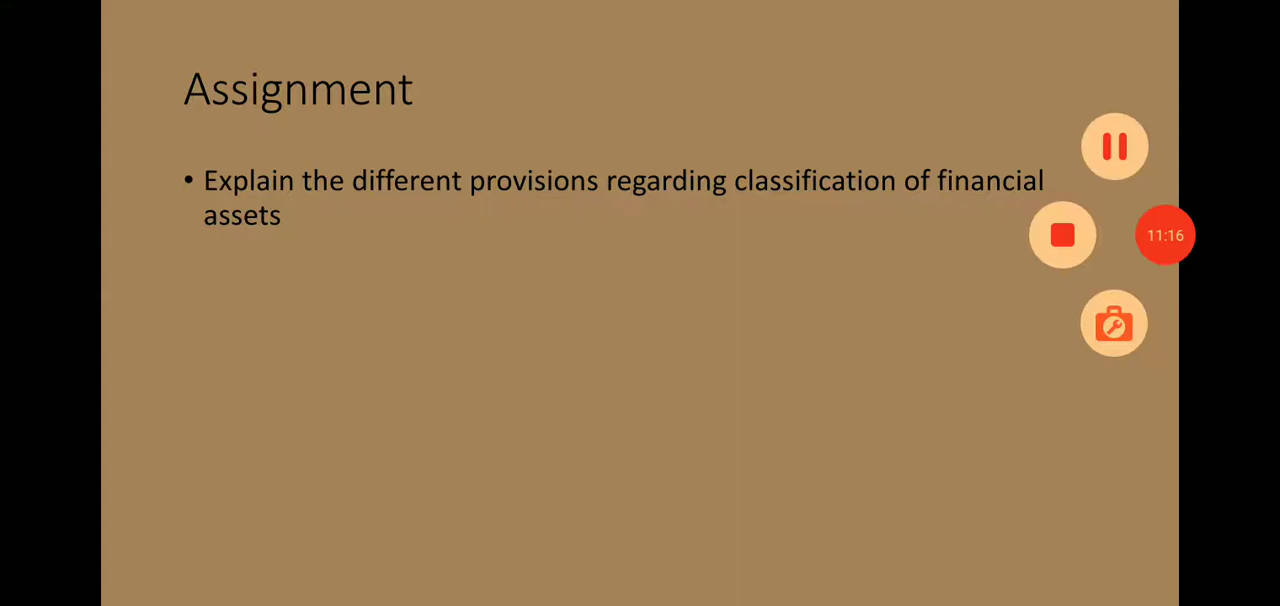 Assignment
• Explain the different provisions regarding classification of financial
assets
11:16